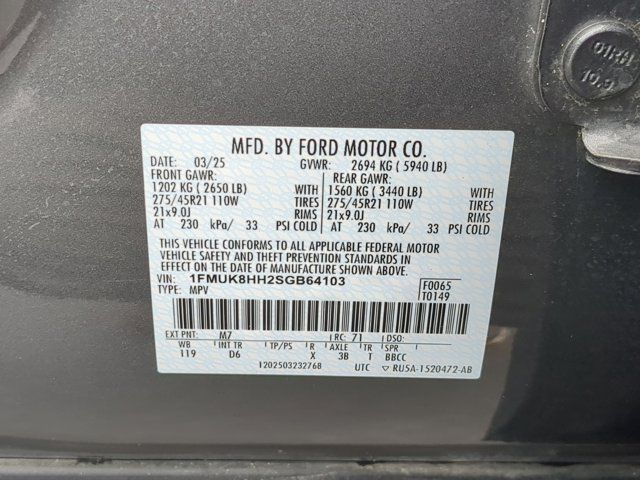 01RH
10.9
MFD. BY FORD MOTOR CO.
DATE: 03/25 GVWR: 2694 KG ( 5940 LB)
FRONT GAWR: REAR GAWR:
1202 KG ( 2650 LB) WITH 1560 KG ( 3440 LB) WITH
275/45R21 110W TIRES 275/45R21 110W TIRES
21x9.0J RIMS 21x9.0J RIMS
AT 230 kPa/ 33 PSI COLD AT 230 kPa/ 33 PSI COLD
THIS VEHICLE CONFORMS TO ALL APPLICABLE FEDERAL MOTOR
VEHICLE SAFETY AND THEFT PREVENTION STANDARDS IN
EFFECT ON THE DATE OF MANUFACTURE SHOWN ABOVE.
VIN: 1FMUK8HH2SGB64103 F0065
TYPE: MPV T0149
EXT PNT: M7 RC: 71 DSO:
WB INT TR TP/PS R AXLE TR SPR
119 D6 X 3B T BBCC
120250323276B UTC ▽ RU5A-1520472-AB